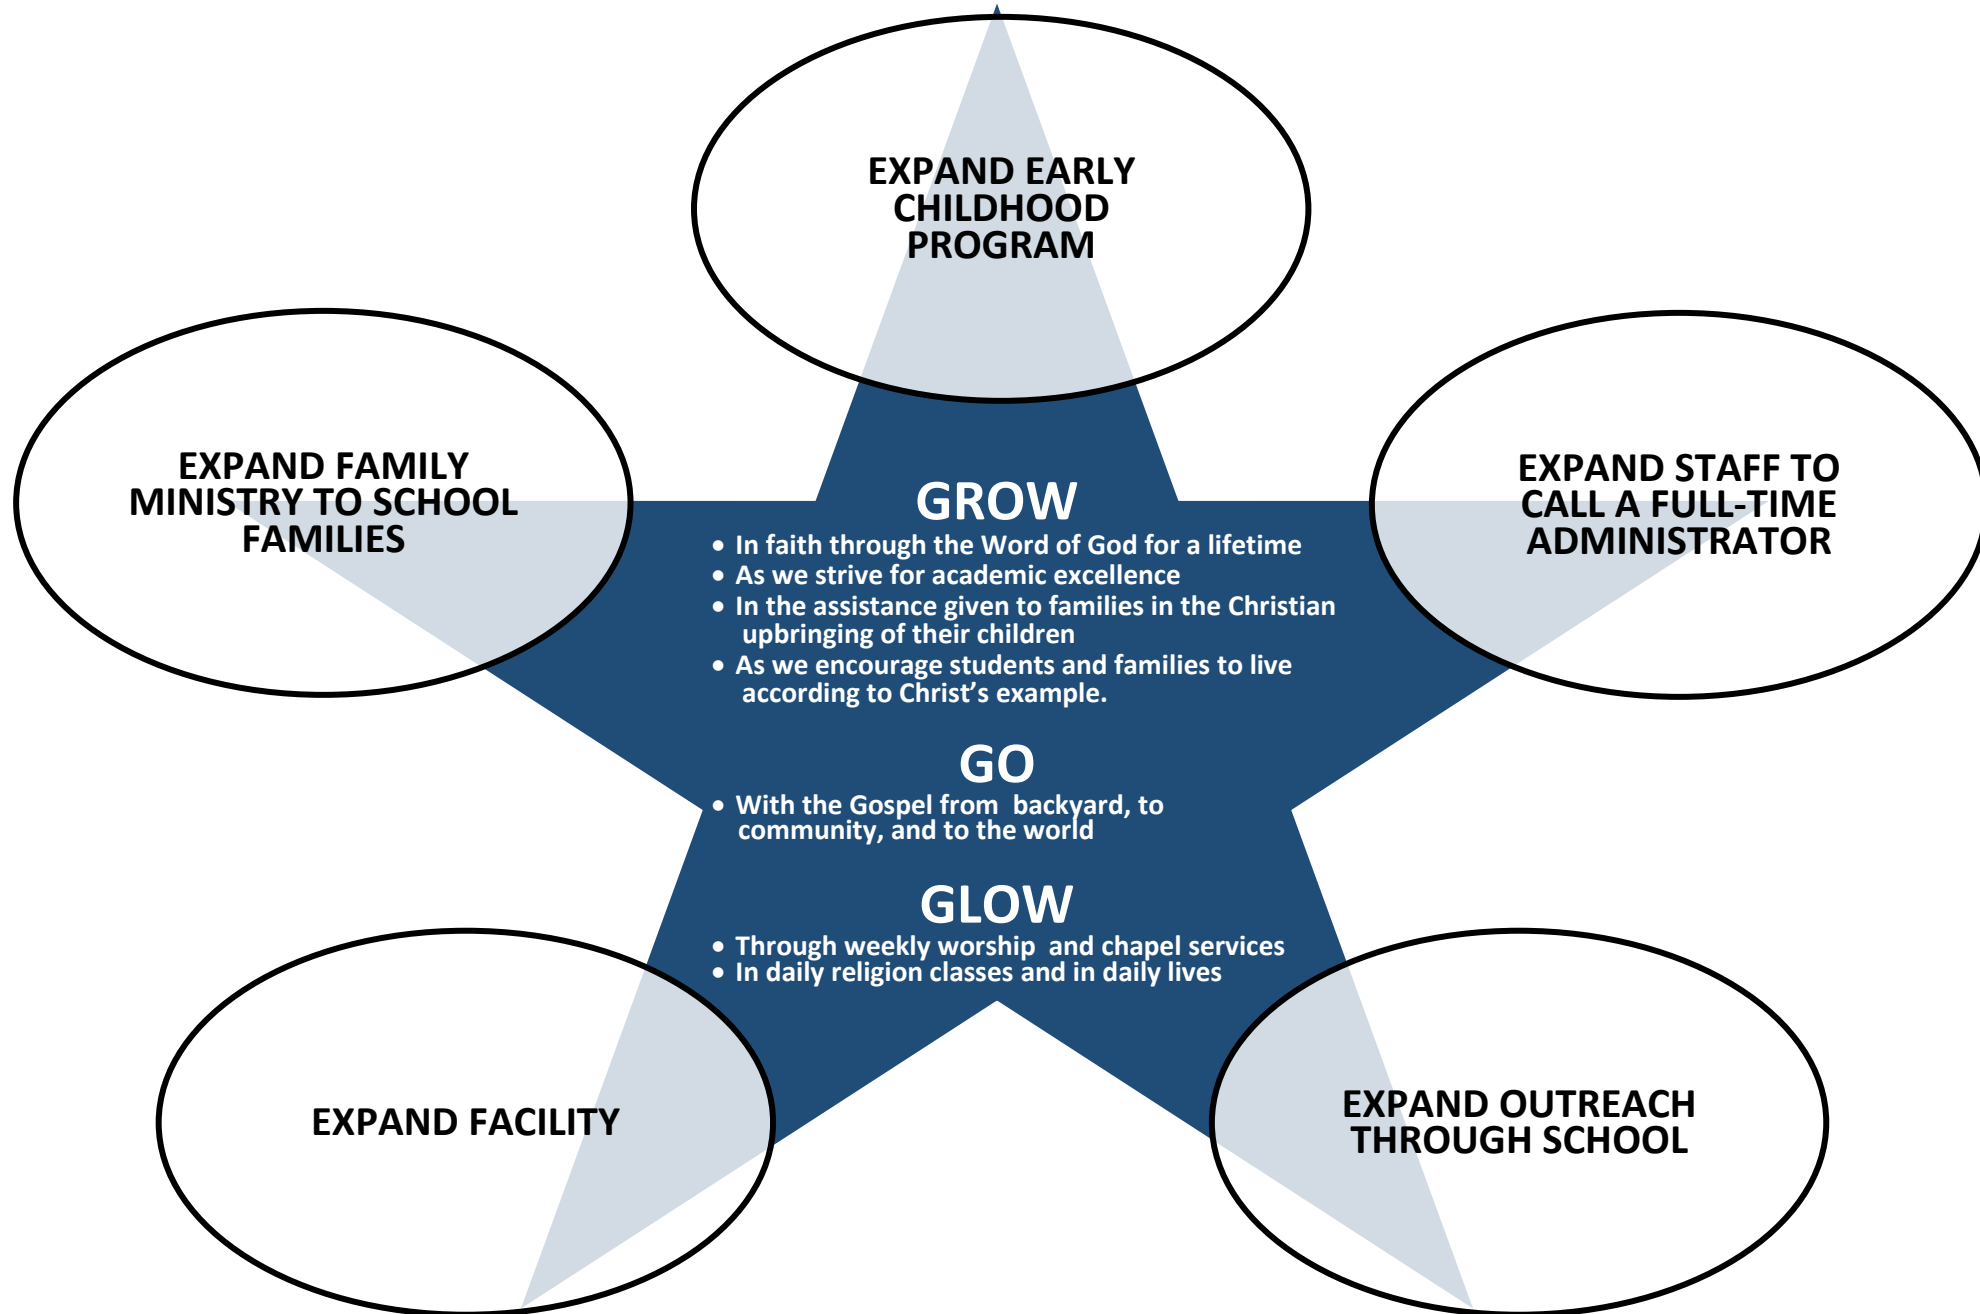 EXPAND EARLY
CHILDHOOD
PROGRAM
EXPAND FAMILY
MINISTRY TO SCHOOL
FAMILIES
EXPAND STAFF TO
CALL A FULL-TIME
ADMINISTRATOR
GROW
• In faith through the Word of God for a lifetime
• As we strive for academic excellence
• In the assistance given to families in the Christian
upbringing of their children
• As we encourage students and families to live
according to Christ’s example.
GO
• With the Gospel from  backyard, to
community, and to the world
GLOW
• Through weekly worship  and chapel services
• In daily religion classes and in daily lives
EXPAND FACILITY
EXPAND OUTREACH
THROUGH SCHOOL